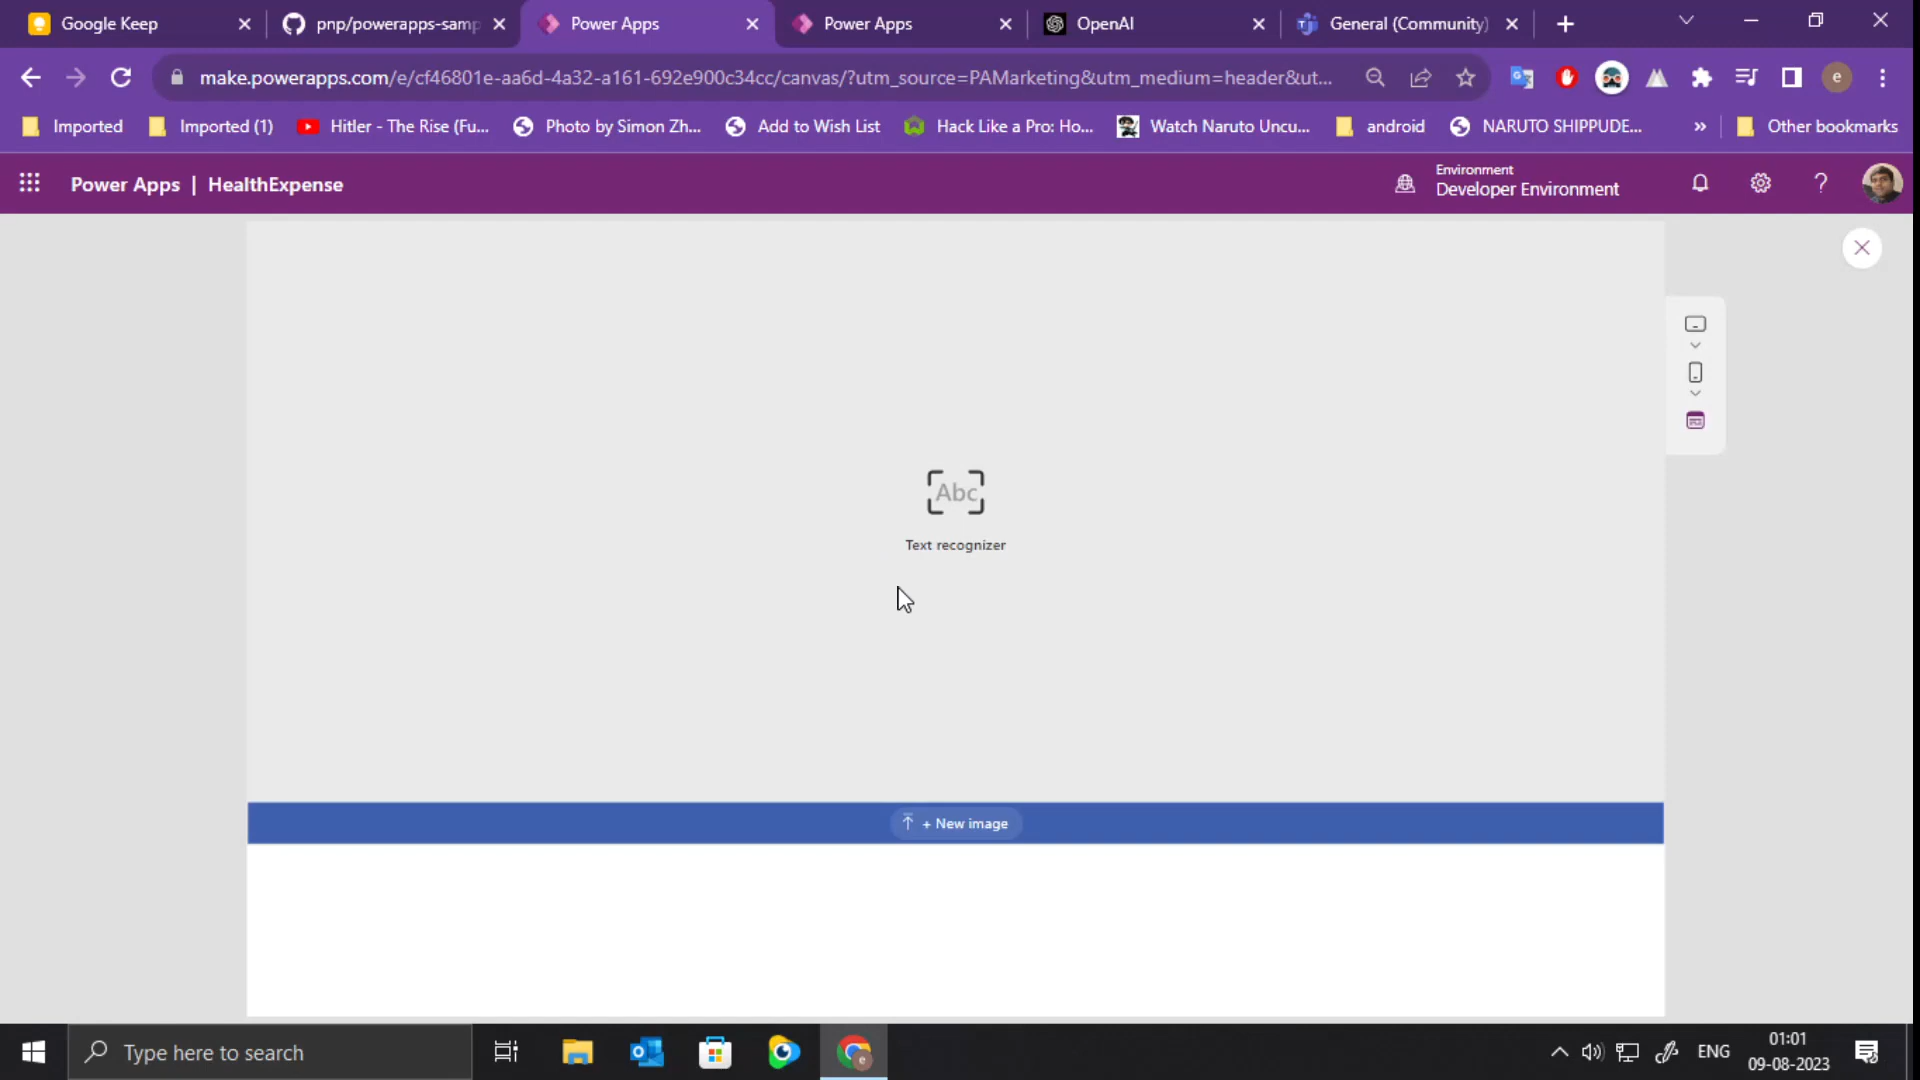 Google Keep
pnp/powerapps-samp
Power Apps
Power Apps
OpenAI
General (Community)
make.powerapps.com/e/cf46801e-aa6d-4a32-a161-692e900c34cc/canvas/?utm_source=PAMarketing&utm_medium=header&ut...
e
Imported
Imported (1)
Hitler - The Rise (Fu...
Photo by Simon Zh...
Add to Wish List
Hack Like a Pro: Ho...
Watch Naruto Uncu...
android
NARUTO SHIPPUDE...
»
Other bookmarks
Power Apps | HealthExpense
Environment
Developer Environment
Abc
Text recognizer
+ New image
Type here to search
ENG
01:01
09-08-2023